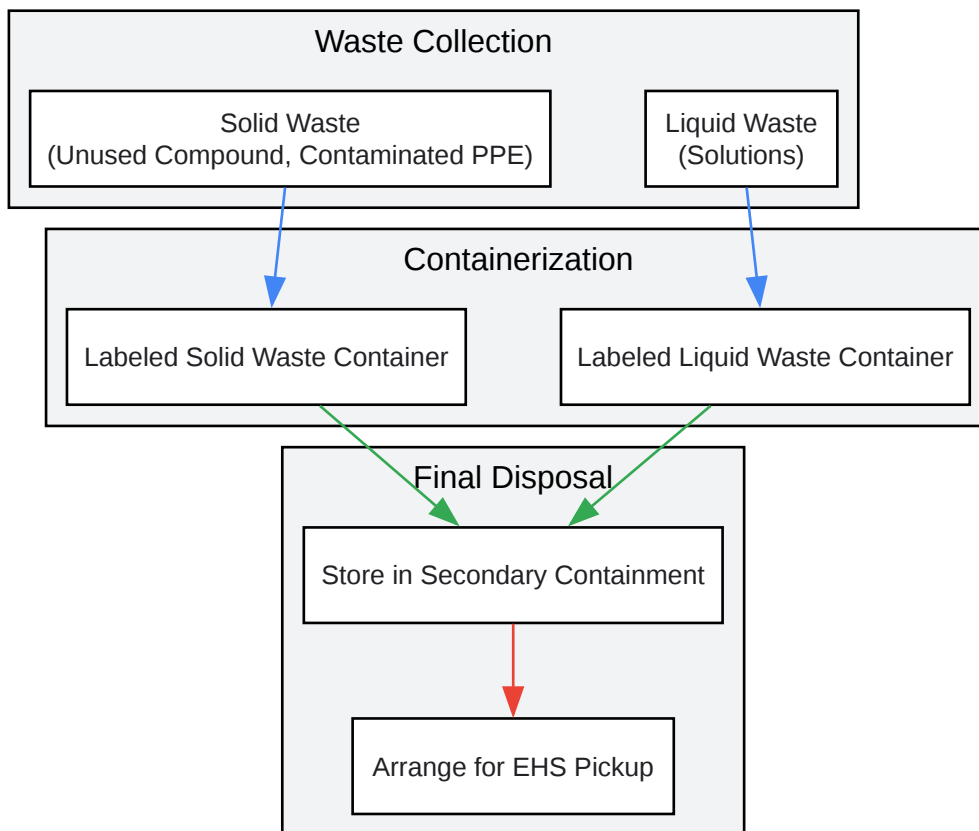 Waste Collection
Solid Waste
(Unused Compound, Contaminated PPE)
Liquid Waste
(Solutions)
Containerization
Labeled Solid Waste Container
Labeled Liquid Waste Container
Final Disposal
Store in Secondary Containment
Arrange for EHS Pickup